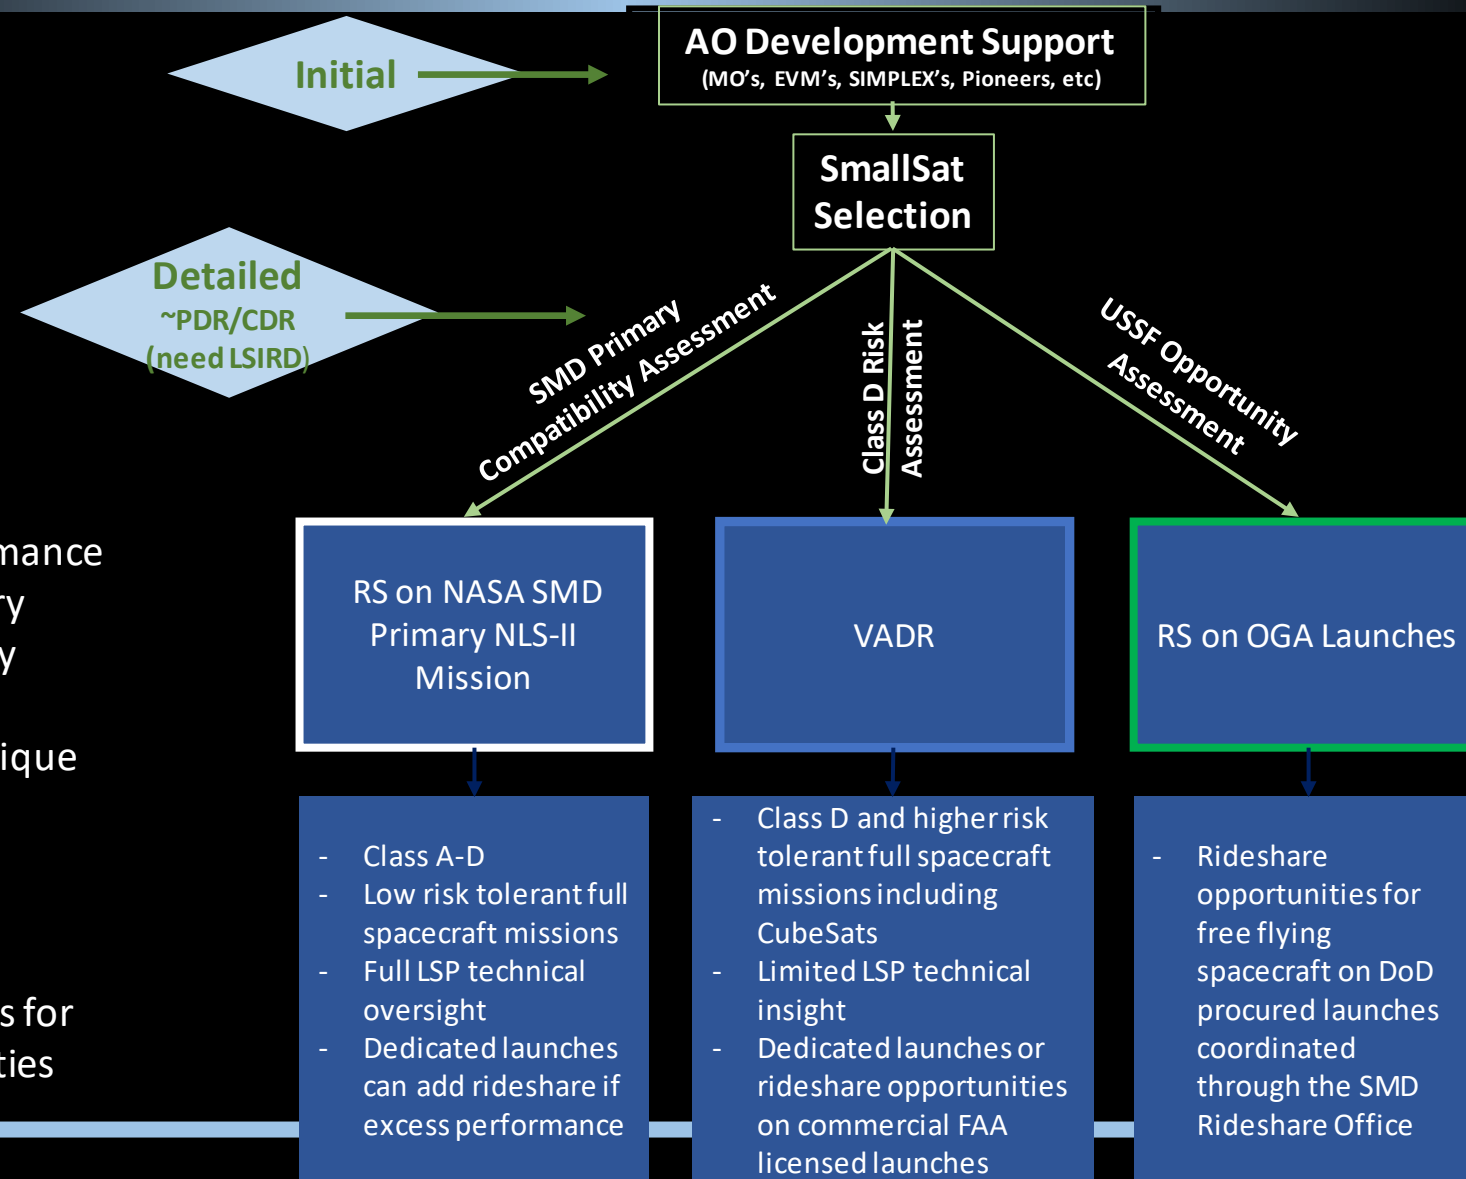 Initial
AO Development Support
(MO's, EVM's, SIMPLEX's, Pioneers, etc)
SmallSat
Selection
Detailed
~PDR/CDR
(need LSIRD)
SMD Primary
Compatibility Assessment
Class D Risk
Assessment
USSF Opportunity
Assessment
ry
y
ique
s for
RS on NASA SMD
Primary NLS-II
Mission
VADR
RS on OGA Launches
- Class A-D
- Low risk tolerant full
spacecraft missions
- Full LSP technical
oversight
- Dedicated launches
can add rideshare if
excess performance
- Class D and higher risk
tolerant full spacecraft
missions including
CubeSats
- Limited LSP technical
insight
- Dedicated launches or
rideshare opportunities
on commercial FAA
licensed launches
- Rideshare
opportunities for
free flying
spacecraft on DoD
procured launches
coordinated
through the SMD
Rideshare Office